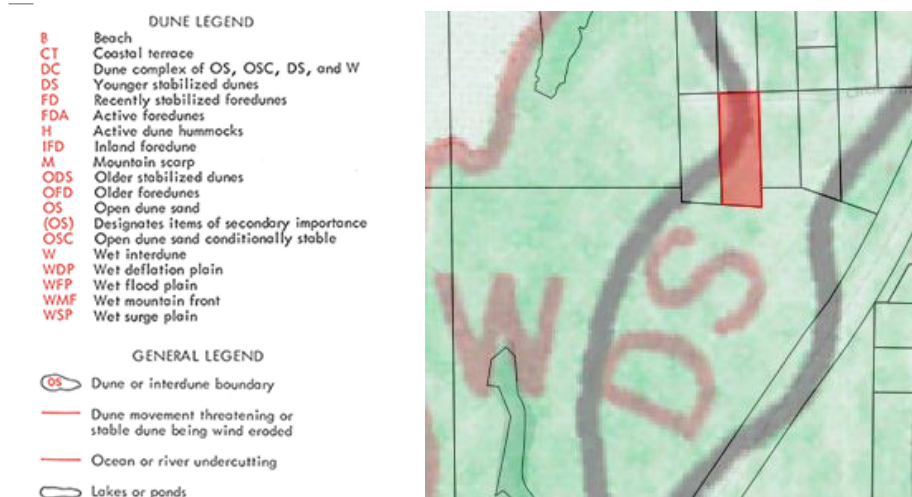 DUNE LEGEND
B Beach
CT Coastal terrace
DC Dune complex of OS, OSC, DS, and W
DS Younger stabilized dunes
FD Recently stabilized foredunes
FDA Active foredunes
H Active dune hummocks
IFD Inland foredune
M Mountain scarp
ODS Older stabilized dunes
OFD Older foredunes
OS Open dune sand
(OS) Designates items of secondary importance
OSC Open dune sand conditionally stable
W Wet interdune
WDP Wet deflation plain
WFP Wet flood plain
WMF Wet mountain front
WSP Wet surge plain
GENERAL LEGEND
OS Dune or interdune boundary
Dune movement threatening or
stable dune being wind eroded
Ocean or river undercutting
Lakes or ponds
W
DS